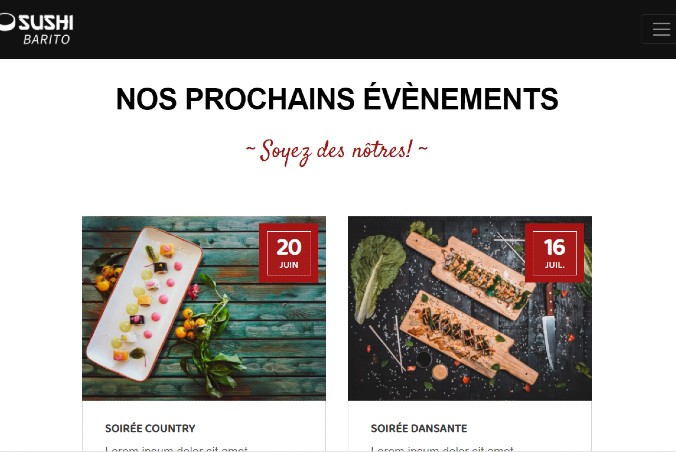 SUSHI
BARITO
NOS PROCHAINS ÉVÈNEMENTS
~ Soyez des nôtres! ~
20
JUIN
16
JUIL.
SOIRÉE COUNTRY
Lorem ipsum dolor sit amet
SOIRÉE DANSANTE
Lorem ipsum dolor sit amet